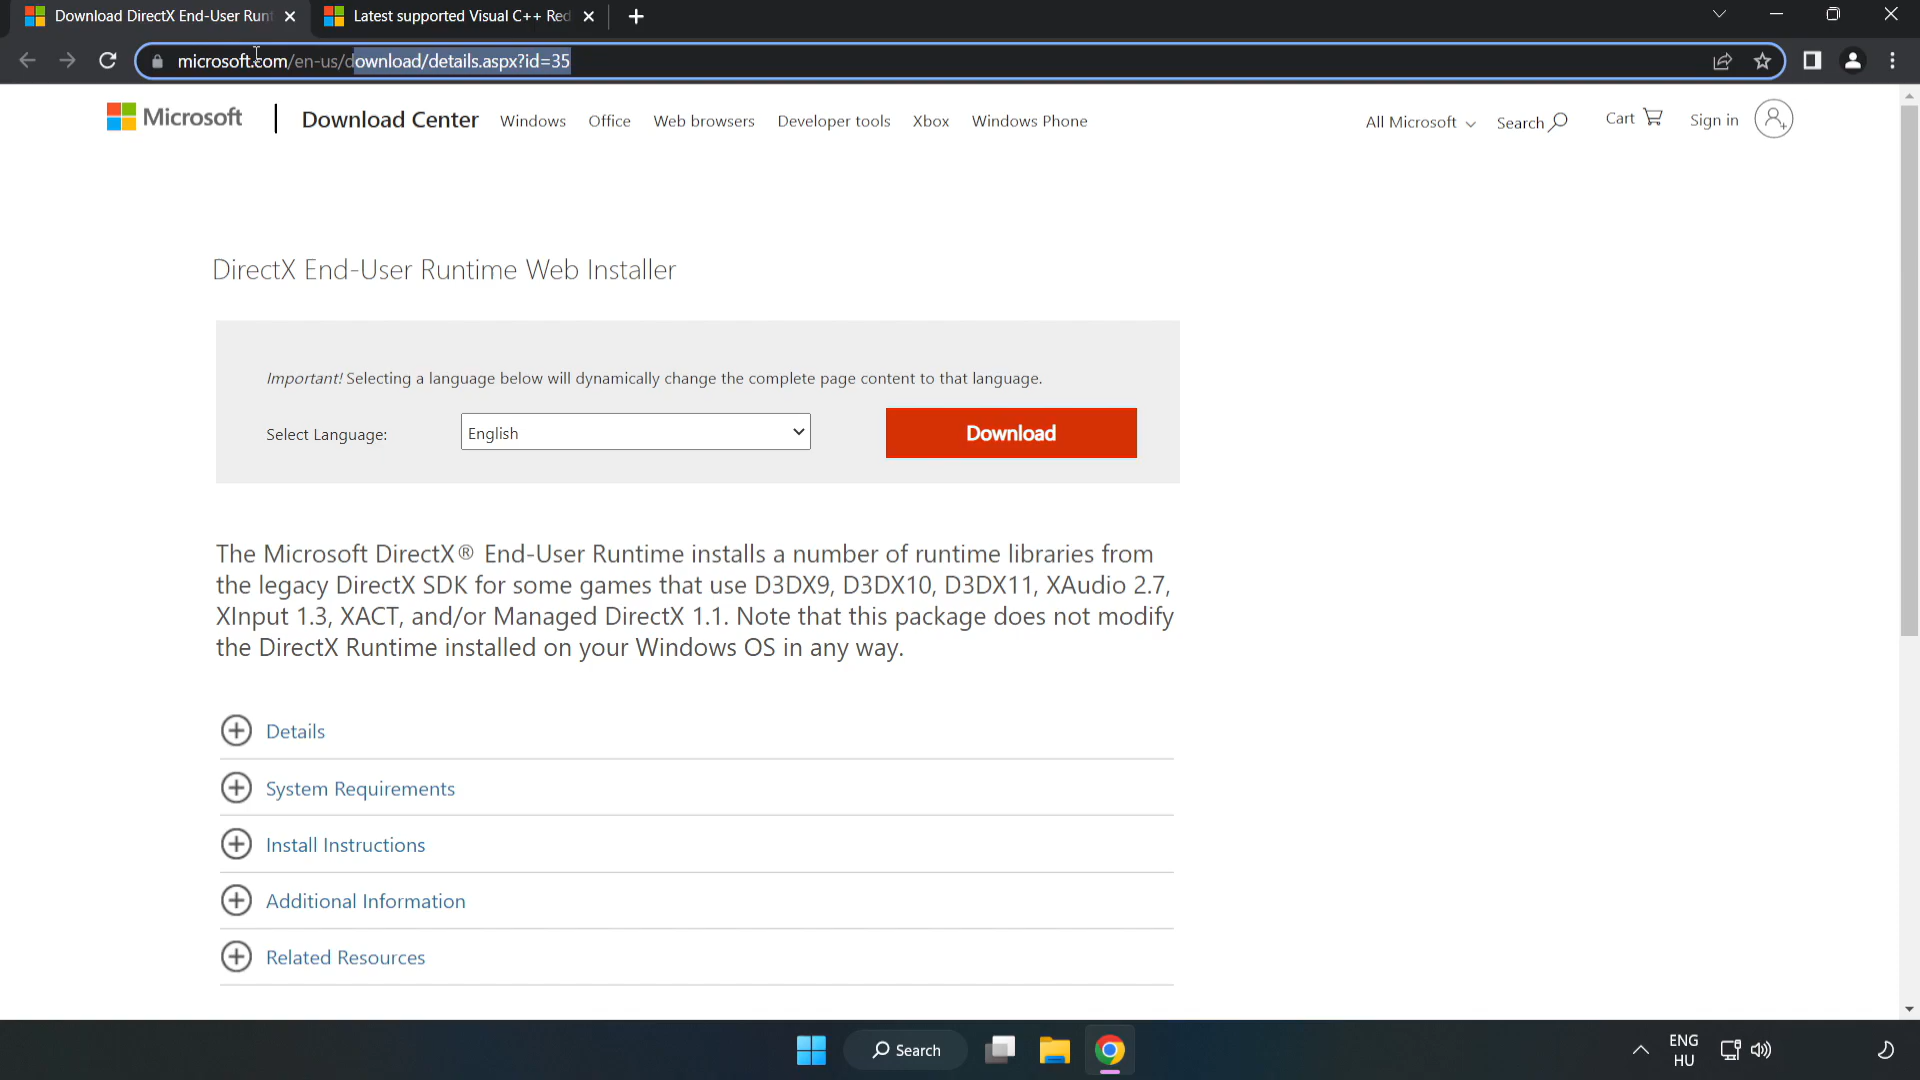 Download DirectX End-User Runt
Latest supported Visual C++ Red
microsoft.com/en-us/download/details.aspx?id=35
Microsoft
Download Center
Windows
Office
Web browsers
Developer tools
Xbox
Windows Phone
All Microsoft
Search
Cart
Sign in
DirectX End-User Runtime Web Installer
Important! Selecting a language below will dynamically change the complete page content to that language.
Select Language:
English
Download
The Microsoft DirectX® End-User Runtime installs a number of runtime libraries from
the legacy DirectX SDK for some games that use D3DX9, D3DX10, D3DX11, XAudio 2.7,
XInput 1.3, XACT, and/or Managed DirectX 1.1. Note that this package does not modify
the DirectX Runtime installed on your Windows OS in any way.
Details
System Requirements
Install Instructions
Additional Information
Related Resources
Search
ENG
HU